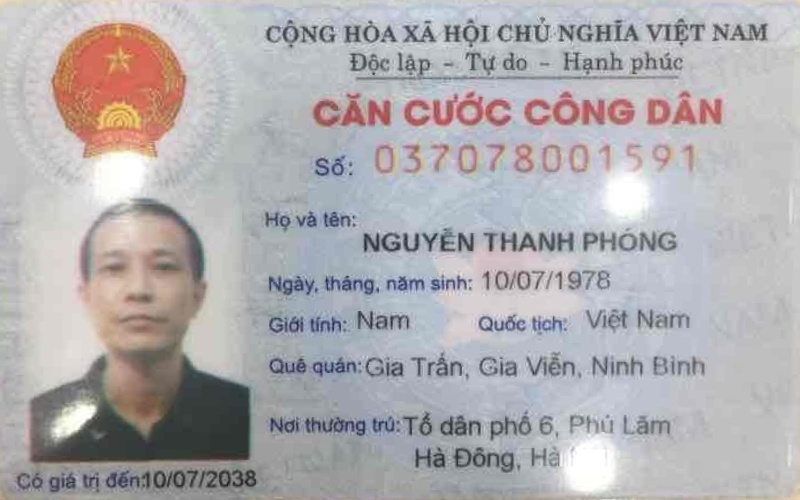 CỘNG HÒA XÃ HỘI CHỦ NGHĨA VIỆT NAM
Độc lập - Tự do - Hạnh phúc
CĂN CƯỚC CÔNG DÂN
Số: 037078001591
Họ và tên:
NGUYỄN THANH PHONG
Ngày, tháng, năm sinh: 10/07/1978
Giới tính: Nam Quốc tịch: Việt Nam
Quê quán: Gia Trấn, Gia Viễn, Ninh Bình
Nơi thường trú: Tổ dân phố 6, Phú Lãm
Hà Đông, Hà
Có giá trị đến: 10/07/2038